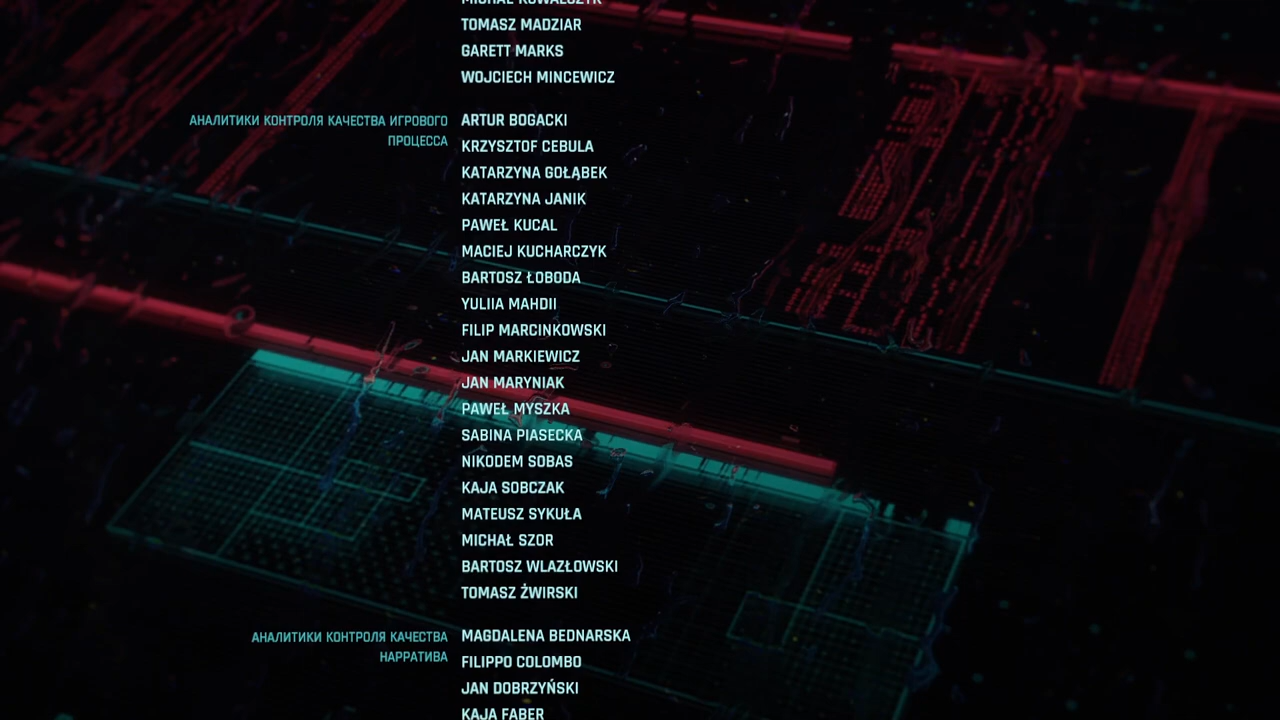 MICHAŁ KOWALCZYK
TOMASZ MADZIAR
GARETT MARKS
WOJCIECH MINCEWICZ
АНАЛИТИКИ КОНТРОЛЯ КАЧЕСТВА ИГРОВОГО
ПРОЦЕССА
ARTUR BOGACKI
KRZYSZTOF CEBULA
KATARZYNA GOŁĄBEK
KATARZYNA JANIK
PAWEŁ KUCAL
MACIEJ KUCHARCZYK
BARTOSZ ŁOBODA
YULIIA MAHDII
FILIP MARCINKOWSKI
JAN MARKIEWICZ
JAN MARYNIAK
PAWEŁ MYSZKA
SABINA PIASECKA
NIKODEM SOBAS
KAJA SOBCZAK
MATEUSZ SYKUŁA
MICHAŁ SZOR
BARTOSZ WLAZŁOWSKI
TOMASZ ŻWIRSKI
АНАЛИТИКИ КОНТРОЛЯ КАЧЕСТВА
НАРРАТИВА
MAGDALENA BEDNARSKA
FILIPPO COLOMBO
JAN DOBRZYŃSKI
KAJA FABER